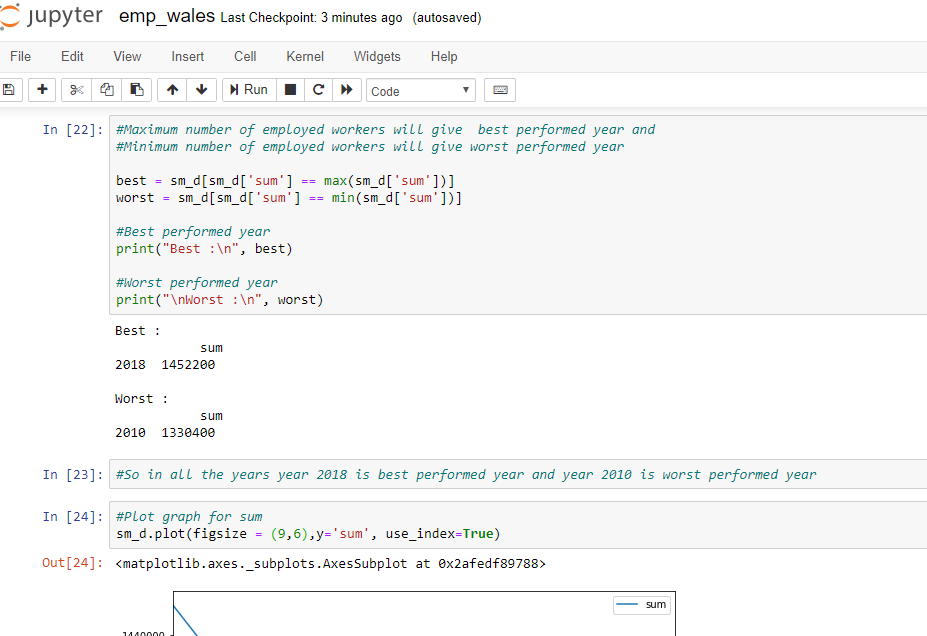 jupyter emp_wales Last Checkpoint: 3 minutes ago (autosaved)
File Edit View Insert Cell Kernel Widgets Help
Run Code
In [22]: #Maximum number of employed workers will give  best performed year and
#Minimum number of employed workers will give worst performed year
best = sm_d[sm_d['sum'] == max(sm_d['sum'])]
worst = sm_d[sm_d['sum'] == min(sm_d['sum'])]
#Best performed year
print("Best :\n", best)
#Worst performed year
print("\nWorst :\n", worst)
Best :
sum
2018  1452200
Worst :
sum
2010  1330400
In [23]: #So in all the years year 2018 is best performed year and year 2010 is worst performed year
In [24]: #Plot graph for sum
sm_d.plot(figsize = (9,6),y='sum', use_index=True)
Out[24]: <matplotlib.axes._subplots.AxesSubplot at 0x2afedf89788>
sum
1440000